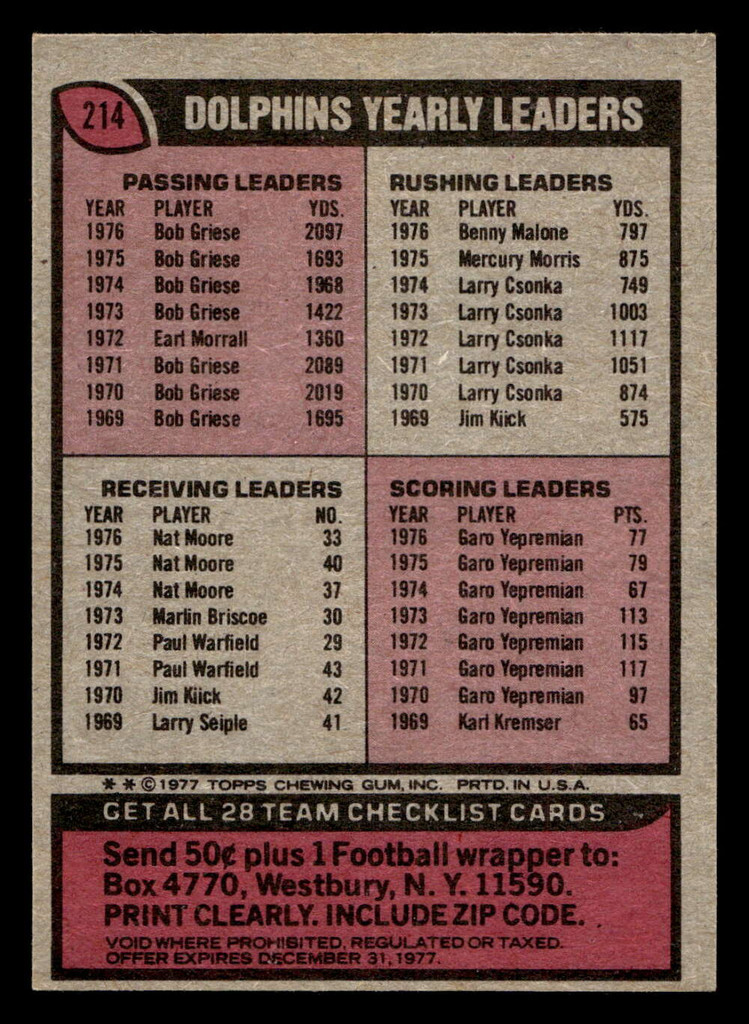 214
DOLPHINS YEARLY LEADERS
PASSING LEADERS
YEAR PLAYER YDS.
1976 Bob Griese 2097
1975 Bob Griese 1693
1974 Bob Griese 1968
1973 Bob Griese 1422
1972 Earl Morrall 1360
1971 Bob Griese 2089
1970 Bob Griese 2019
1969 Bob Griese 1695
RUSHING LEADERS
YEAR PLAYER YDS.
1976 Benny Malone 797
1975 Mercury Morris 875
1974 Larry Csonka 749
1973 Larry Csonka 1003
1972 Larry Csonka 1117
1971 Larry Csonka 1051
1970 Larry Csonka 874
1969 Jim Kiick 575
RECEIVING LEADERS
YEAR PLAYER NO.
1976 Nat Moore 33
1975 Nat Moore 40
1974 Nat Moore 37
1973 Marlin Briscoe 30
1972 Paul Warfield 29
1971 Paul Warfield 43
1970 Jim Kiick 42
1969 Larry Seiple 41
SCORING LEADERS
YEAR PLAYER PTS.
1976 Garo Yepremian 77
1975 Garo Yepremian 79
1974 Garo Yepremian 67
1973 Garo Yepremian 113
1972 Garo Yepremian 115
1971 Garo Yepremian 117
1970 Garo Yepremian 97
1969 Karl Kremser 65
* * © 1977 TOPPS CHEWING GUM, INC. PRTD. IN U.S.A.
GET ALL 28 TEAM CHECKLIST CARDS
Send 50¢ plus 1 Football wrapper to:
Box 4770, Westbury, N. Y. 11590.
PRINT CLEARLY. INCLUDE ZIP CODE.
VOID WHERE PROHIBITED, REGULATED OR TAXED.
OFFER EXPIRES DECEMBER 31, 1977.